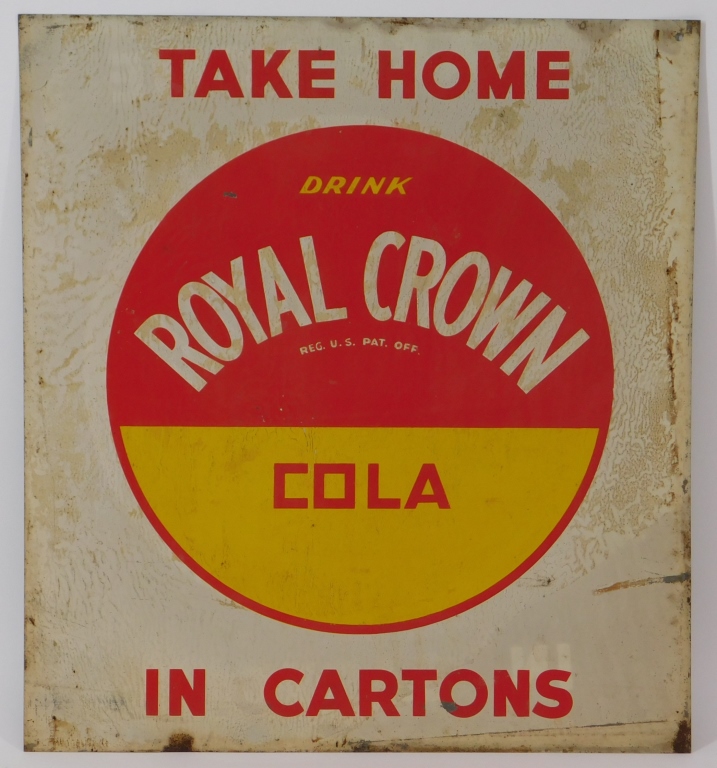 TAKE HOME
DRINK
ROYAL CROWN
REG. U.S. PAT. OFF.
COLA
IN CARTONS